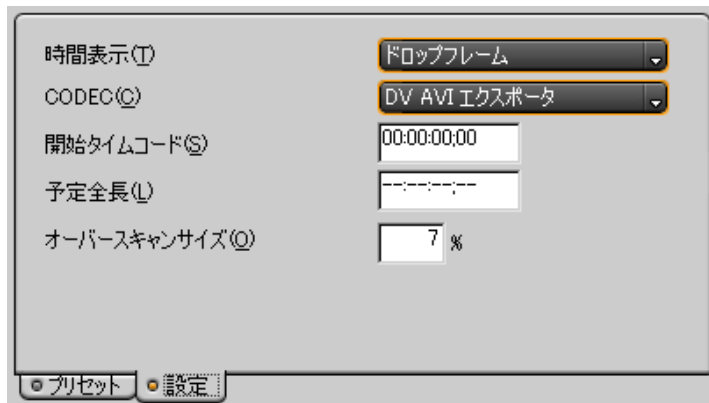 時間表示(T) ドロップフレーム
CODEC(C) DV AVI エクスポータ
開始タイムコード(S) 00:00:00;00
予定全長(L) --:--:--;--
オーバースキャンサイズ(O) 7 %
プリセット 設定